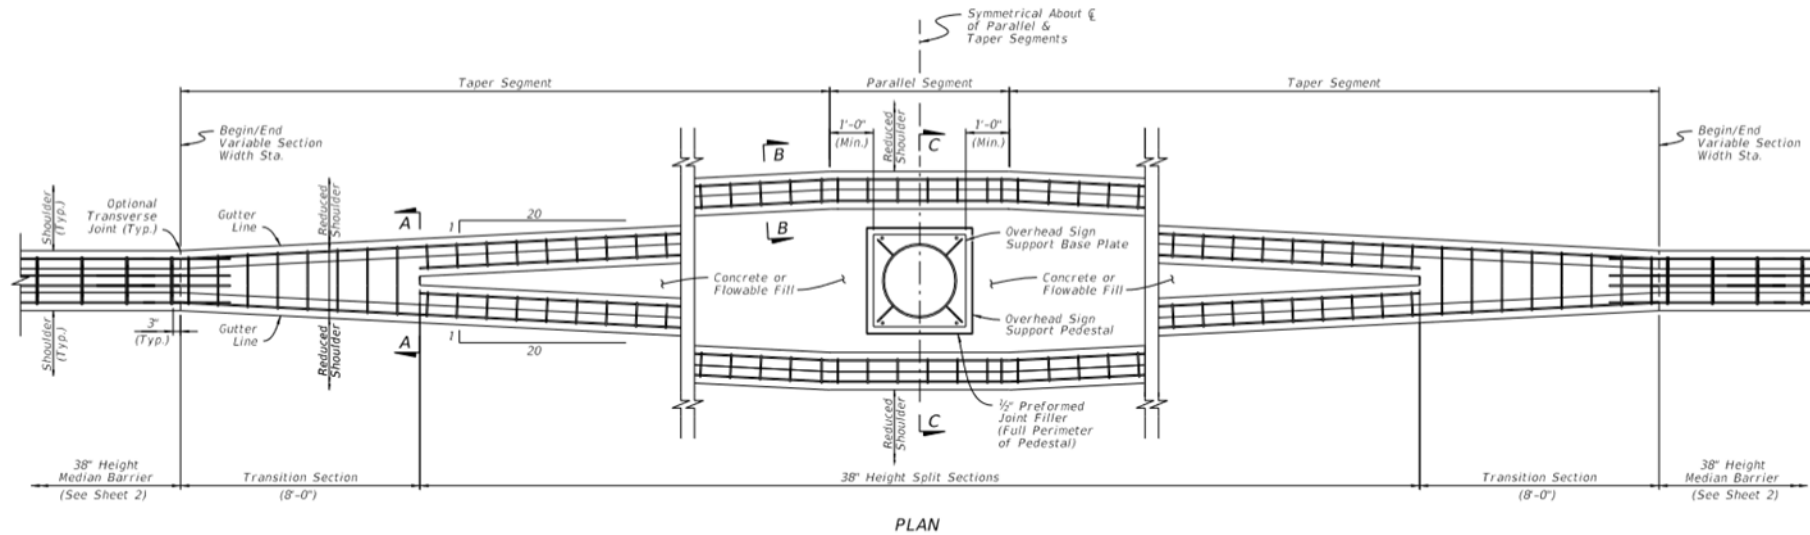 Symmetrical About ℄
of Parallel &
Taper Segments
Taper Segment
Parallel Segment
Taper Segment
Begin/End
Variable Section
Width Sta.
1'-0"
(Min.)
Reduced
Shoulder
C
1'-0"
(Min.)
Begin/End
Variable Section
Width Sta.
B
Shoulder
(Typ.)
Optional
Transverse
Joint (Typ.)
Gutter
Line
Reduced
Shoulder
A
1
20
B
Overhead Sign
Support Base Plate
Concrete or
Flowable Fill
Concrete or
Flowable Fill
Overhead Sign
Support Pedestal
3"
(Typ.)
Shoulder
(Typ.)
Gutter
Line
Reduced
Shoulder
A
1
20
½" Preformed
Joint Filler
(Full Perimeter
of Pedestal)
Reduced
Shoulder
C
38" Height
Median Barrier
(See Sheet 2)
Transition Section
(8'-0")
38" Height Split Sections
Transition Section
(8'-0")
38" Height
Median Barrier
(See Sheet 2)
PLAN